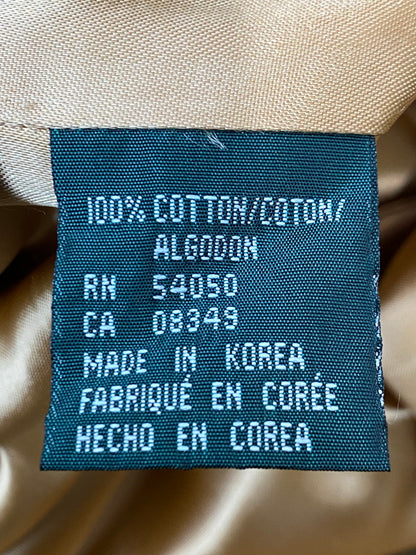 100% COTTON/COTON/
ALGODON
RN 54050
CA 08349
MADE IN KOREA
FABRIQUÉ EN CORÉE
HECHO EN COREA